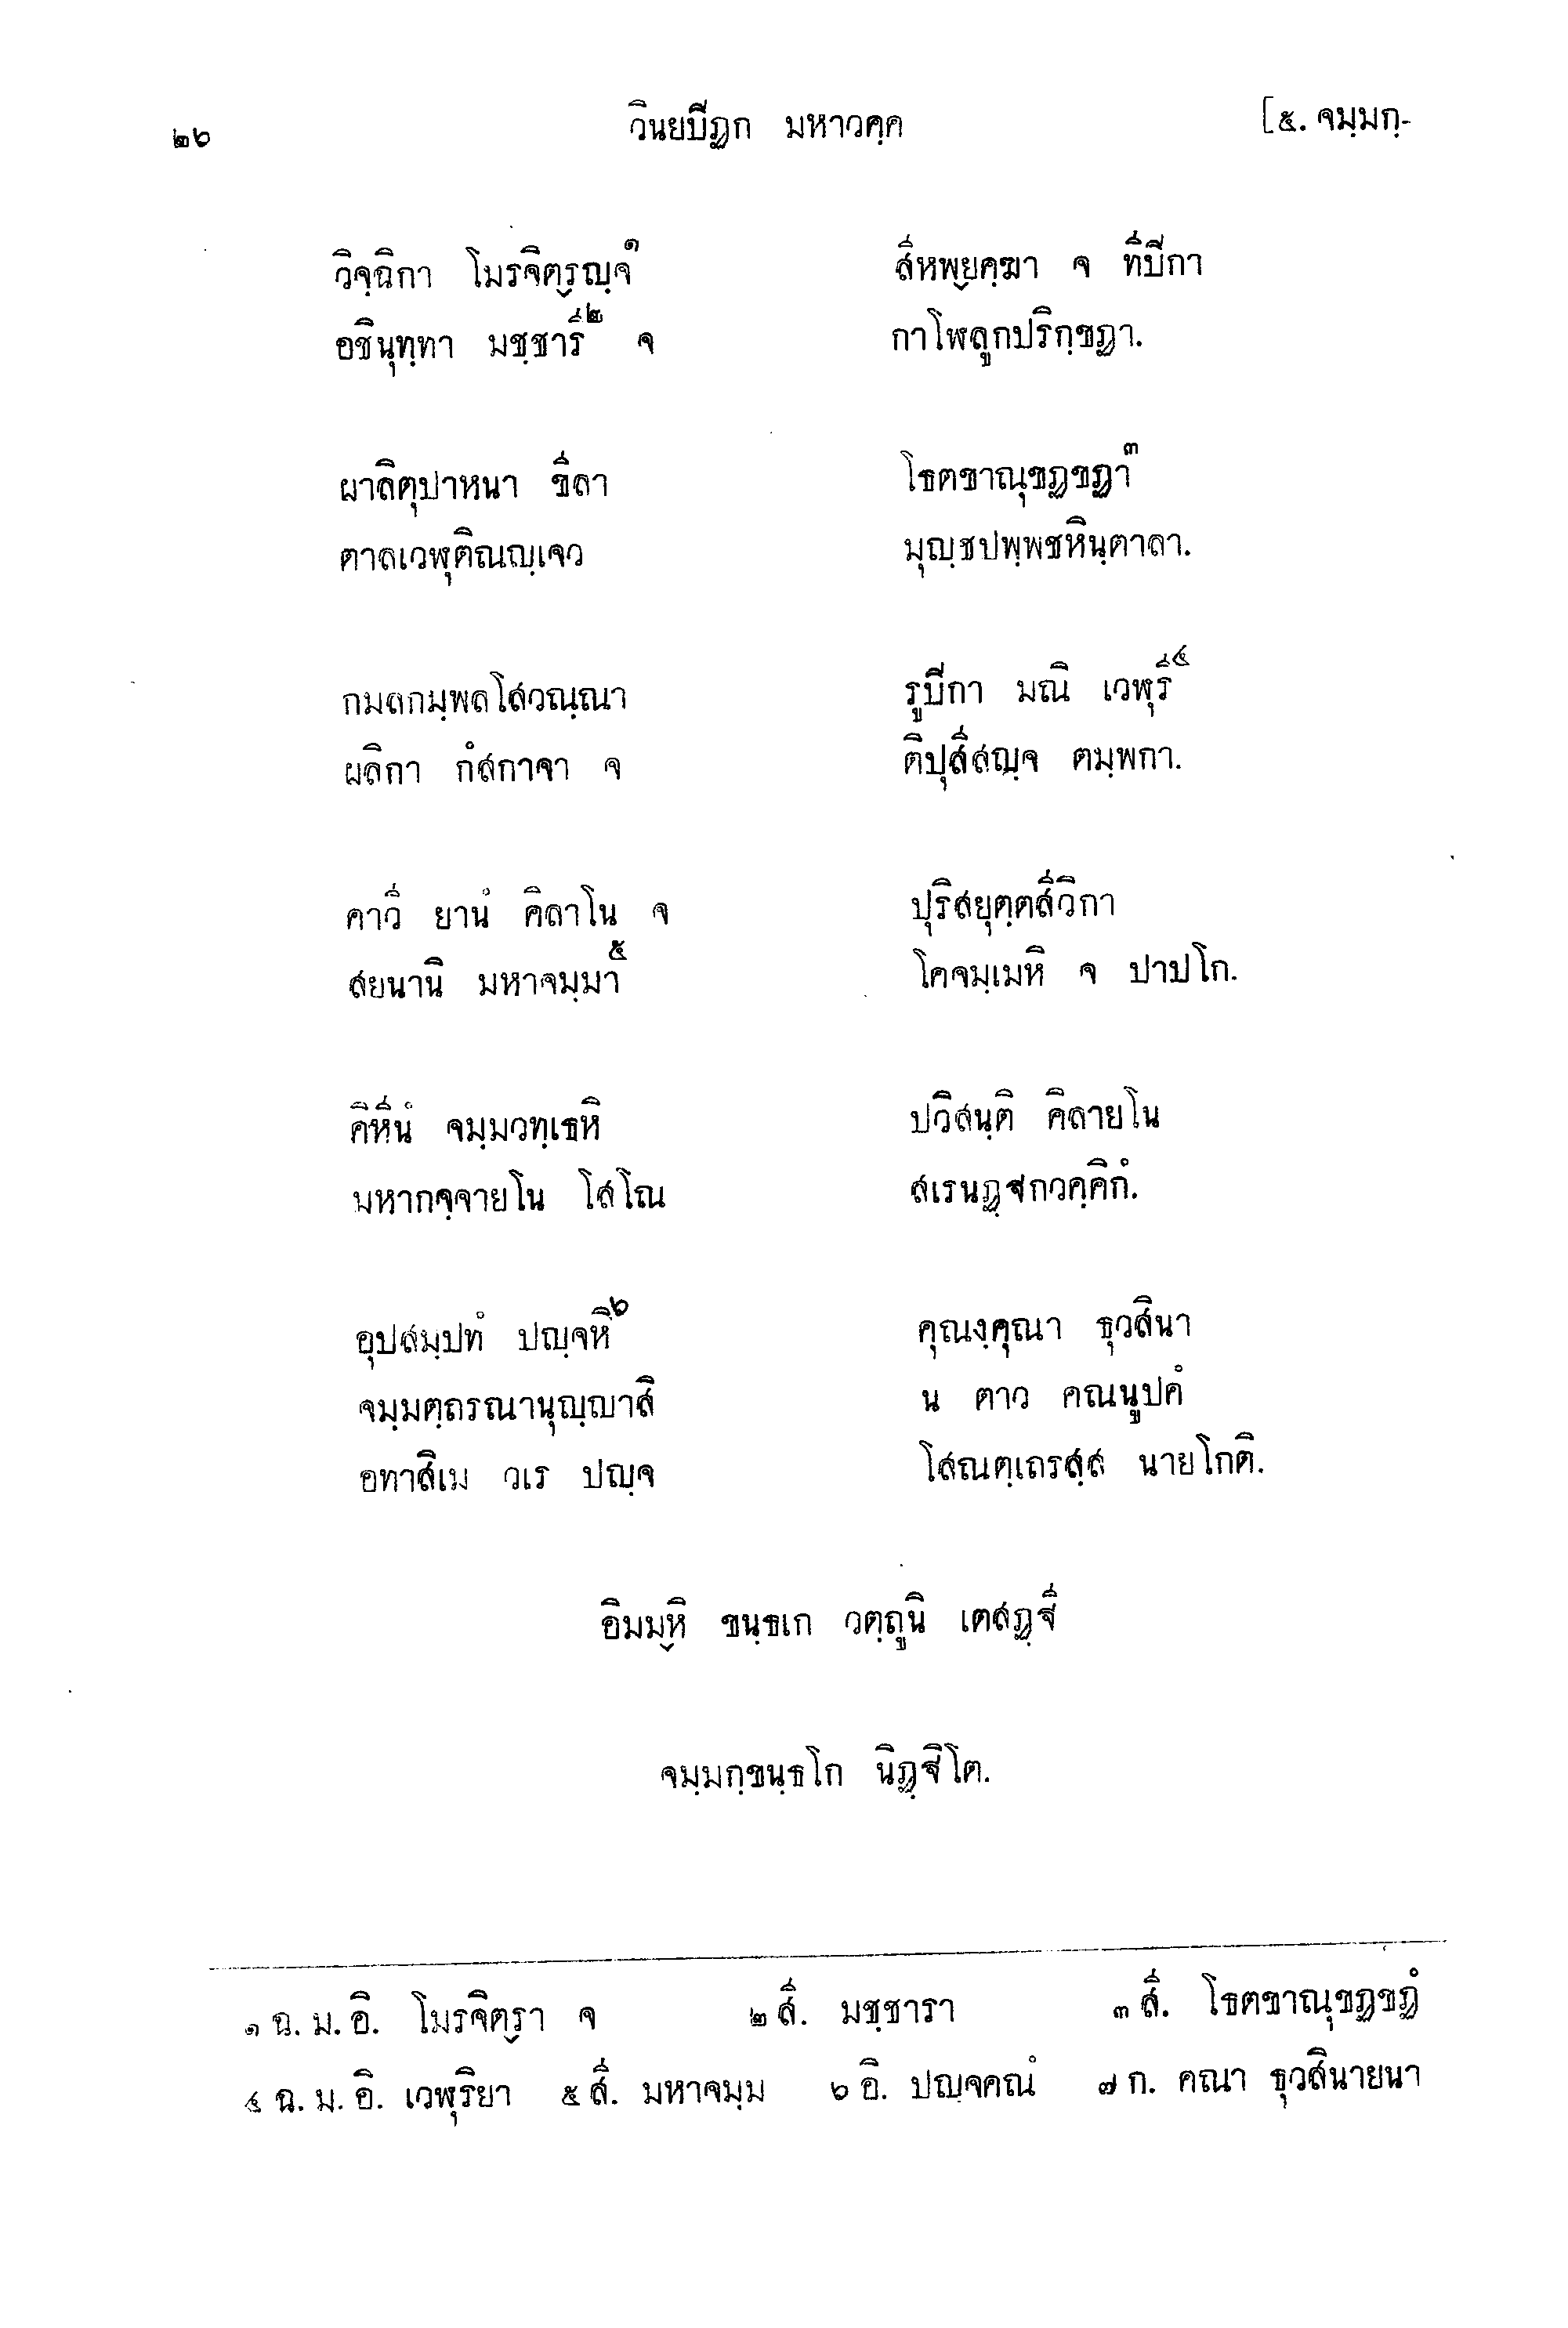 ๒๖ วินยปิฏก มหาวคฺค [๕. จมฺมกฺ-
วิจฺฉิกา โมรจิตฺรญฺจ๑ สีหพฺยคฺฆา จ ทีปิกา
อชินุทฺทา มชฺชารี๒ จ กาโฬลูกปริกฺขฏา.
ผาลิตุปาหนา ขีลา โธตขาณุขฏขฏา๓
ตาลเวฬุติณญฺเจว มุญฺชปพฺพชหินฺตาลา.
กมลกมฺพลโสวณฺณา รูปิกา มณิ เวฬุรี๔
ผลิกา กํสกาจา จ ติปุสีสญฺจ ตมฺพกา.
คาวี ยานํ คิลาโน จ ปุริสยุตฺตสีวิกา
สยนานิ มหาจมฺมา๕ โคจมฺเมหิ จ ปาปโก.
คิหีนํ จมฺมวทฺเธหิ ปวิสนฺติ คิลายโน
มหากจฺจายโน โสโณ สเรนฏฺฐกวคฺคิกํ.
อุปสมฺปทํ ปญฺจหิ๖ คุณงฺคุณา ธุวสินา
จมฺมตฺถรณานุญฺญาสิ น ตาว คณนูปคํ
อทาสิเม วเร ปญฺจ โสณตฺเถรสฺส นายโกติ.
อิมมฺหิ ขนฺธเก วตฺถูนิ เตสฏฺฐี
จมฺมกฺขนฺธโก นิฏฺฐิโต.
๑ ฉ. ม. อิ. โมรจิตฺรา จ ๒ สี. มชฺชารา ๓ สี. โธตขาณุขฏขฏํ
๔ ฉ. ม. อิ. เวฬุริยา ๕ สี. มหาจมฺม ๖ อิ. ปญฺจคณํ ๗ ก. คณา ธุวสินายนา